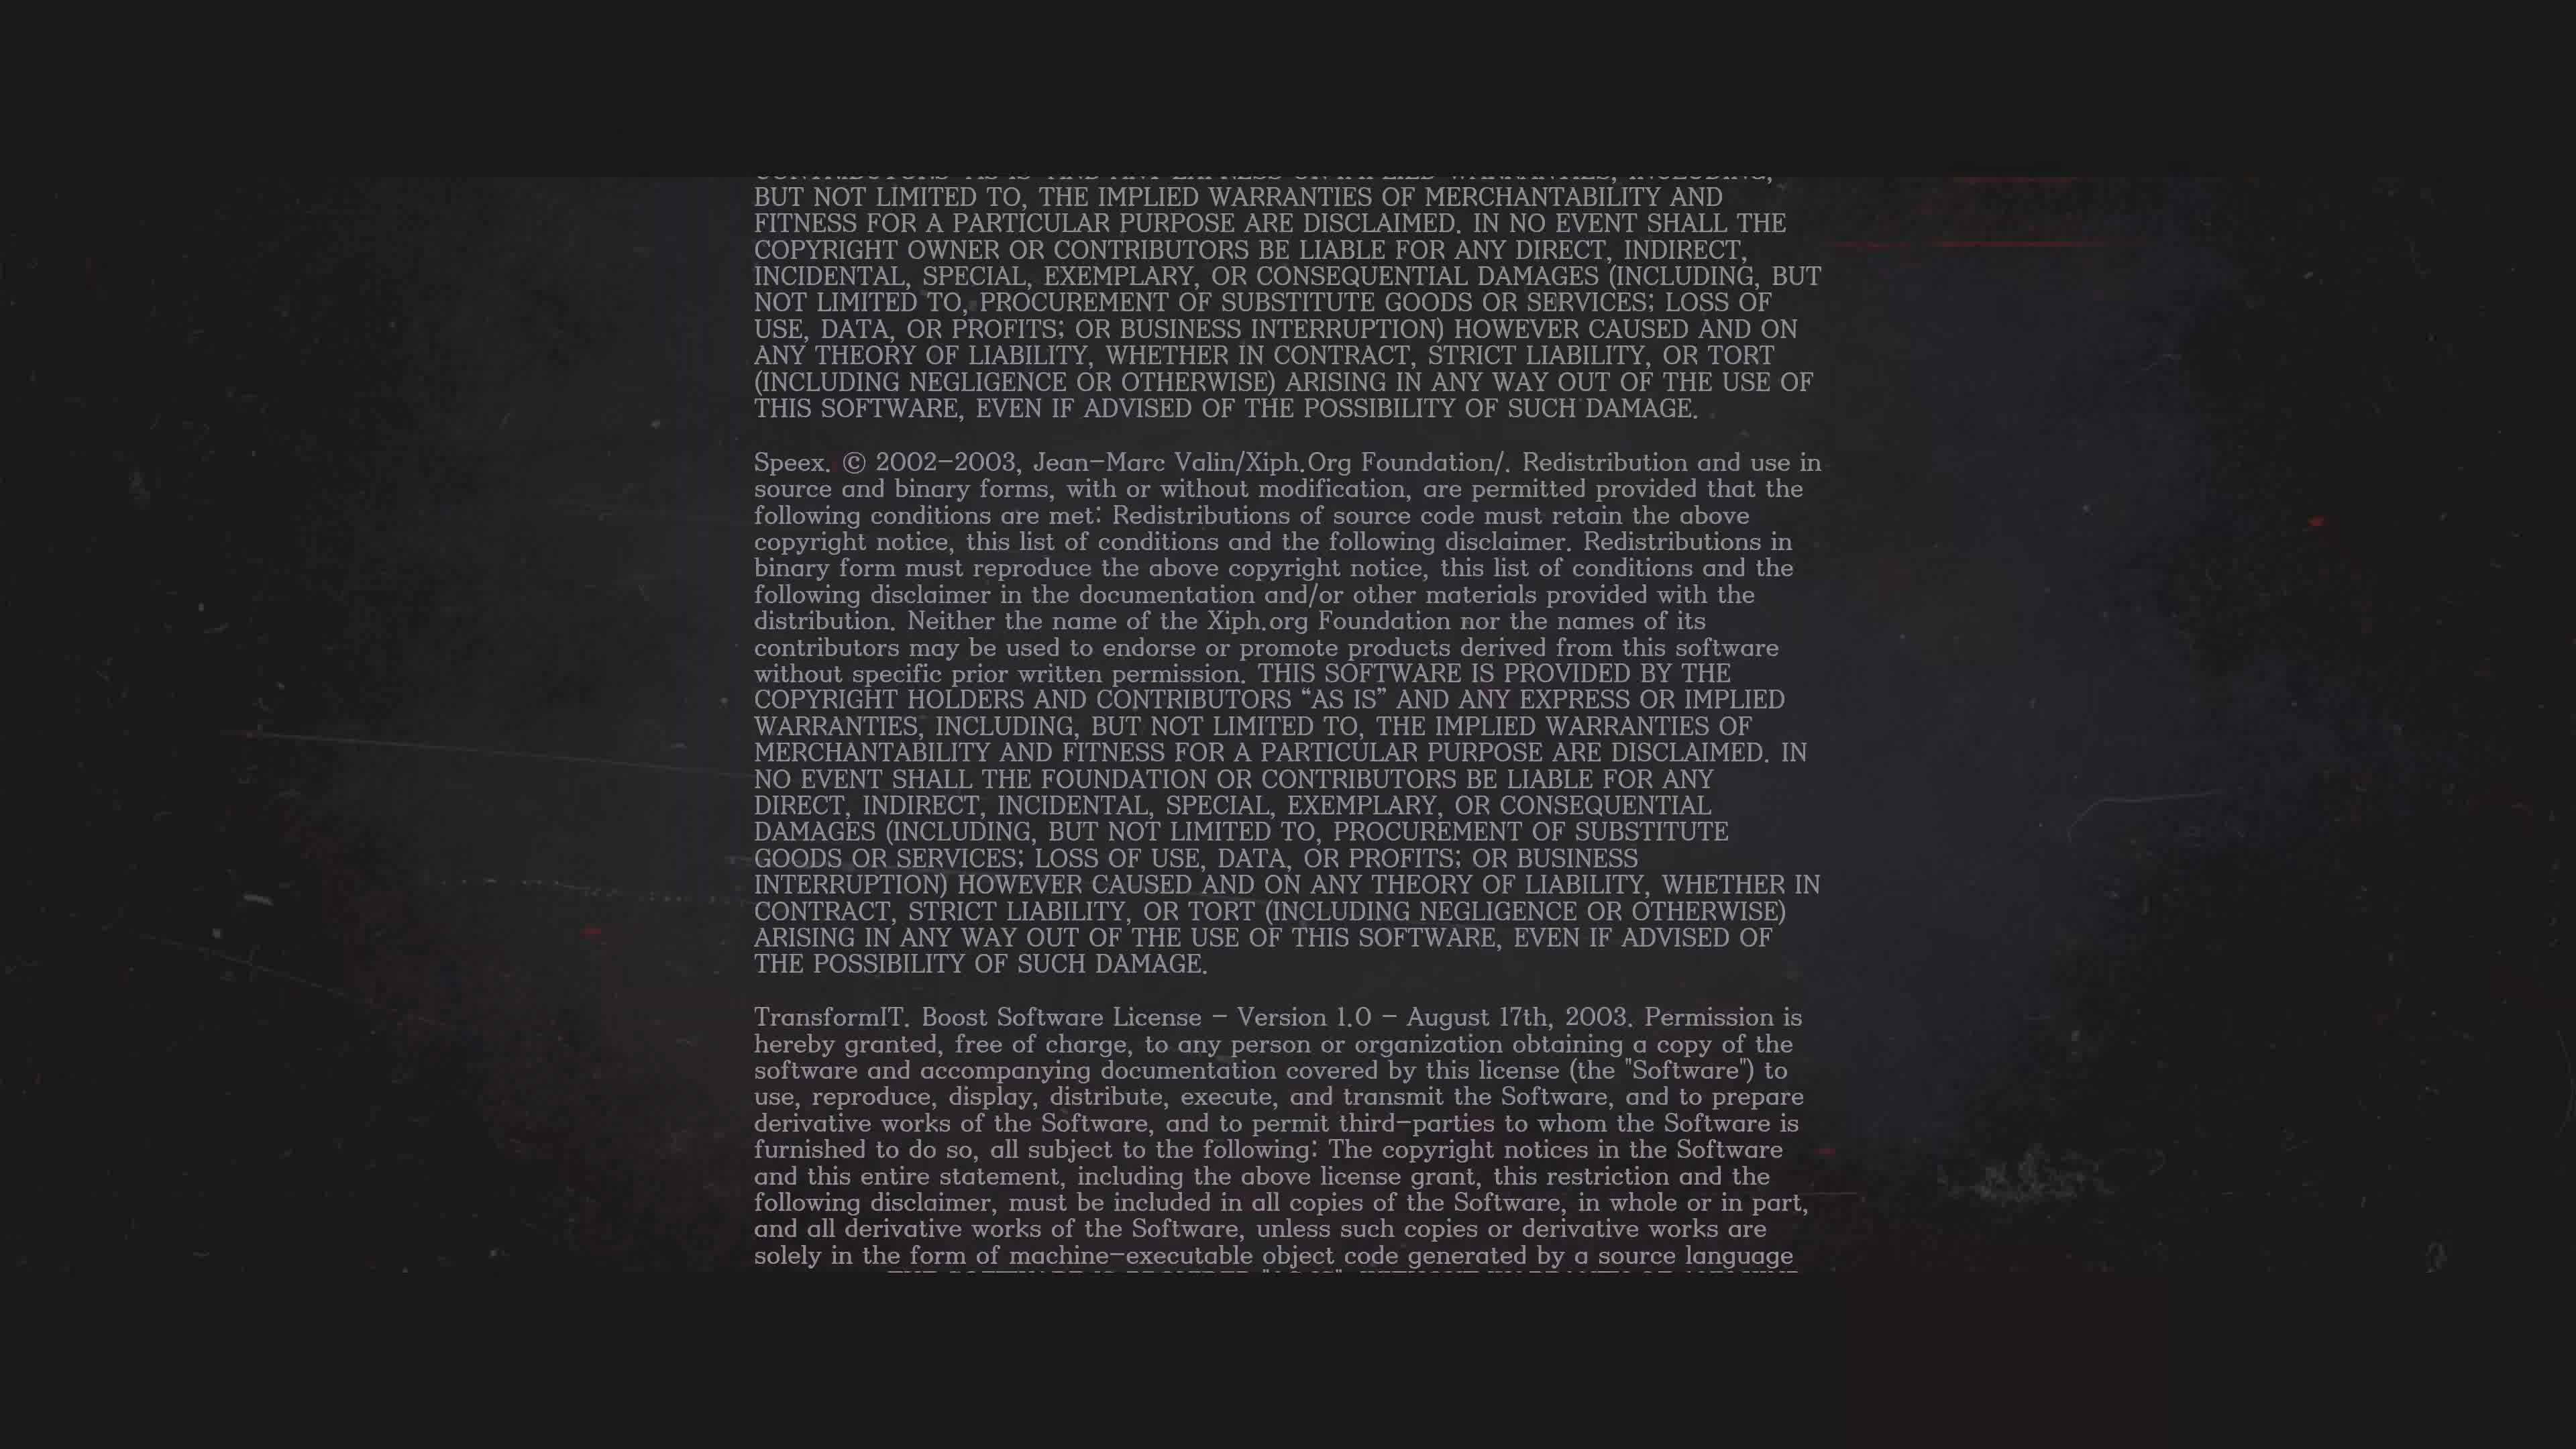 CONTRIBUTORS "AS IS" AND ANY EXPRESS OR IMPLIED WARRANTIES, INCLUDING,
BUT NOT LIMITED TO, THE IMPLIED WARRANTIES OF MERCHANTABILITY AND
FITNESS FOR A PARTICULAR PURPOSE ARE DISCLAIMED. IN NO EVENT SHALL THE
COPYRIGHT OWNER OR CONTRIBUTORS BE LIABLE FOR ANY DIRECT, INDIRECT,
INCIDENTAL, SPECIAL, EXEMPLARY, OR CONSEQUENTIAL DAMAGES (INCLUDING, BUT
NOT LIMITED TO, PROCUREMENT OF SUBSTITUTE GOODS OR SERVICES; LOSS OF
USE, DATA, OR PROFITS; OR BUSINESS INTERRUPTION) HOWEVER CAUSED AND ON
ANY THEORY OF LIABILITY, WHETHER IN CONTRACT, STRICT LIABILITY, OR TORT
(INCLUDING NEGLIGENCE OR OTHERWISE) ARISING IN ANY WAY OUT OF THE USE OF
THIS SOFTWARE, EVEN IF ADVISED OF THE POSSIBILITY OF SUCH DAMAGE.
Speex. © 2002-2003, Jean-Marc Valin/Xiph.Org Foundation/. Redistribution and use in
source and binary forms, with or without modification, are permitted provided that the
following conditions are met: Redistributions of source code must retain the above
copyright notice, this list of conditions and the following disclaimer. Redistributions in
binary form must reproduce the above copyright notice, this list of conditions and the
following disclaimer in the documentation and/or other materials provided with the
distribution. Neither the name of the Xiph.org Foundation nor the names of its
contributors may be used to endorse or promote products derived from this software
without specific prior written permission. THIS SOFTWARE IS PROVIDED BY THE
COPYRIGHT HOLDERS AND CONTRIBUTORS “AS IS” AND ANY EXPRESS OR IMPLIED
WARRANTIES, INCLUDING, BUT NOT LIMITED TO, THE IMPLIED WARRANTIES OF
MERCHANTABILITY AND FITNESS FOR A PARTICULAR PURPOSE ARE DISCLAIMED. IN
NO EVENT SHALL THE FOUNDATION OR CONTRIBUTORS BE LIABLE FOR ANY
DIRECT, INDIRECT, INCIDENTAL, SPECIAL, EXEMPLARY, OR CONSEQUENTIAL
DAMAGES (INCLUDING, BUT NOT LIMITED TO, PROCUREMENT OF SUBSTITUTE
GOODS OR SERVICES; LOSS OF USE, DATA, OR PROFITS; OR BUSINESS
INTERRUPTION) HOWEVER CAUSED AND ON ANY THEORY OF LIABILITY, WHETHER IN
CONTRACT, STRICT LIABILITY, OR TORT (INCLUDING NEGLIGENCE OR OTHERWISE)
ARISING IN ANY WAY OUT OF THE USE OF THIS SOFTWARE, EVEN IF ADVISED OF
THE POSSIBILITY OF SUCH DAMAGE.
TransformIT. Boost Software License - Version 1.0 - August 17th, 2003. Permission is
hereby granted, free of charge, to any person or organization obtaining a copy of the
software and accompanying documentation covered by this license (the "Software") to
use, reproduce, display, distribute, execute, and transmit the Software, and to prepare
derivative works of the Software, and to permit third-parties to whom the Software is
furnished to do so, all subject to the following: The copyright notices in the Software
and this entire statement, including the above license grant, this restriction and the
following disclaimer, must be included in all copies of the Software, in whole or in part,
and all derivative works of the Software, unless such copies or derivative works are
solely in the form of machine-executable object code generated by a source language